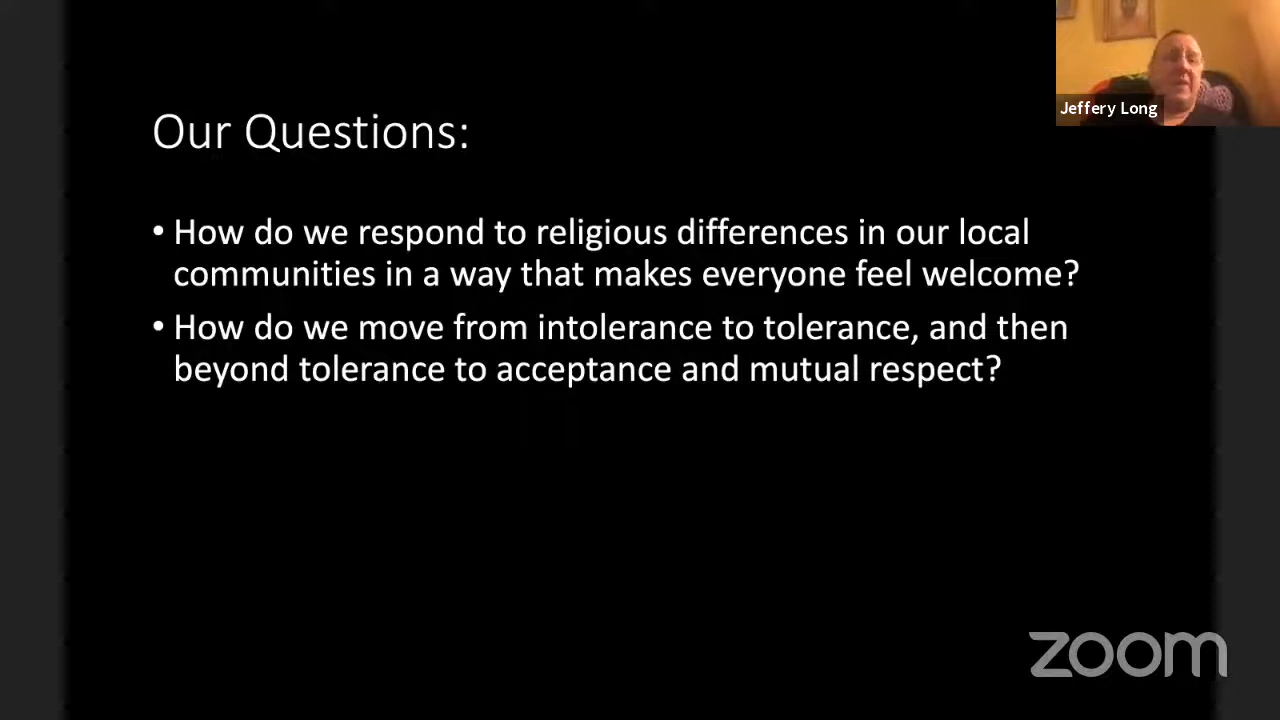 Jeffery Long
Our Questions:
• How do we respond to religious differences in our local
communities in a way that makes everyone feel welcome?
• How do we move from intolerance to tolerance, and then
beyond tolerance to acceptance and mutual respect?
zoom